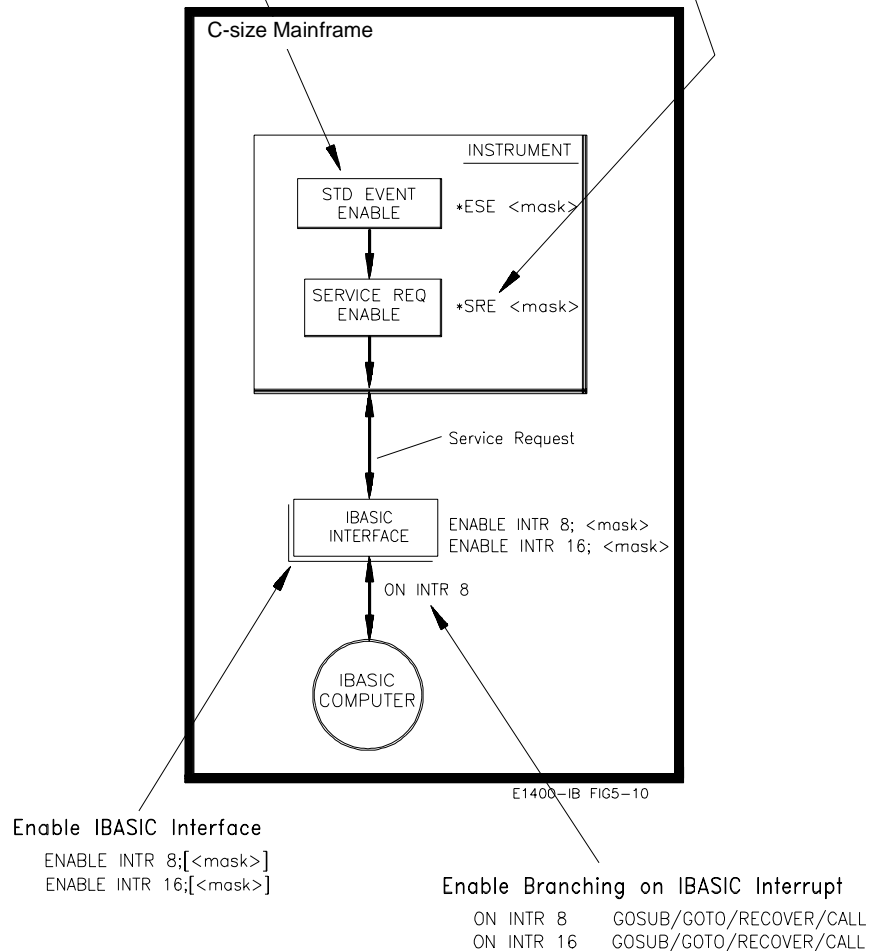 C-size Mainframe
INSTRUMENT
STD EVENT
ENABLE
*ESE <mask>
SERVICE REQ
ENABLE
*SRE <mask>
Service Request
IBASIC
INTERFACE
ENABLE INTR 8; <mask>
ENABLE INTR 16; <mask>
ON INTR 8
IBASIC
COMPUTER
E1400-IB FIG5-10
Enable IBASIC Interface
ENABLE INTR 8;[<mask>]
ENABLE INTR 16;[<mask>]
Enable Branching on IBASIC Interrupt
ON INTR 8 GOSUB/GOTO/RECOVER/CALL
ON INTR 16 GOSUB/GOTO/RECOVER/CALL